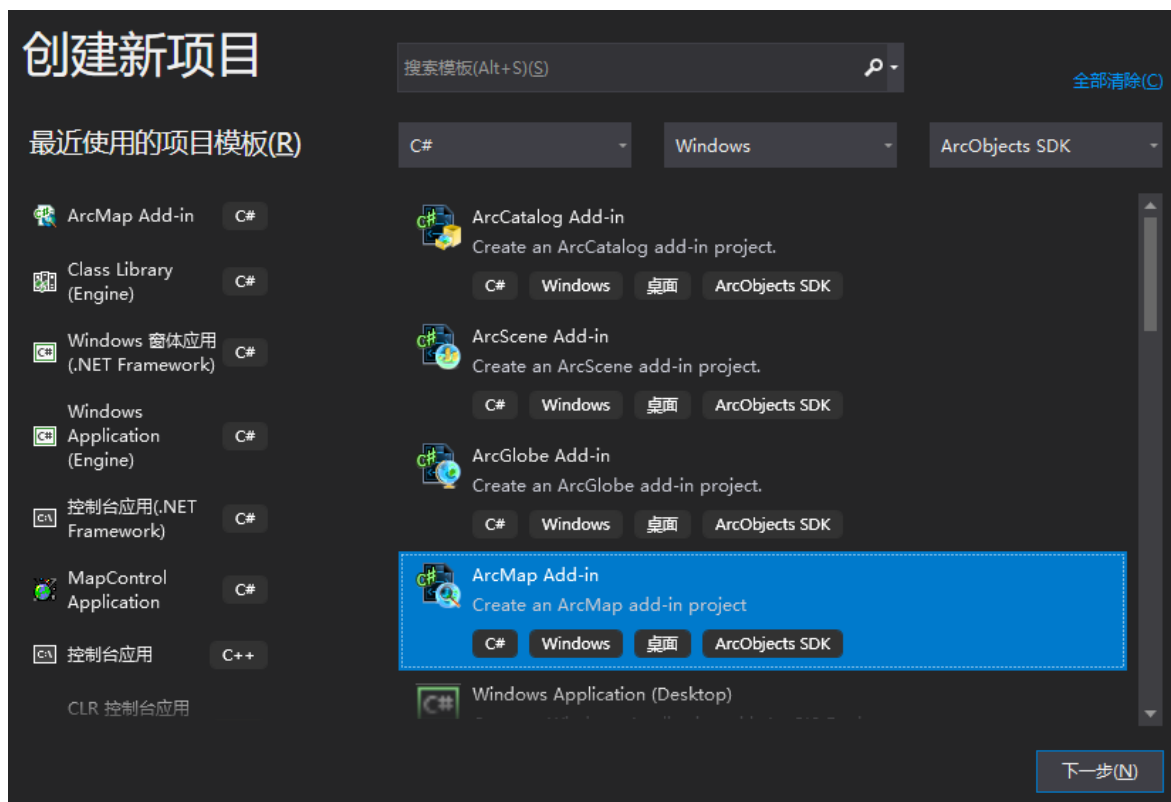 创建新项目
搜索模板(Alt+S)(S)
全部清除(C)
最近使用的项目模板(R)
C#
Windows
ArcObjects SDK
ArcMap Add-in
C#
Class Library
(Engine)
C#
Windows 窗体应用
(.NET Framework)
C#
Windows
Application
(Engine)
C#
控制台应用(.NET
Framework)
C#
MapControl
Application
C#
控制台应用
C++
CLR 控制台应用
ArcCatalog Add-in
Create an ArcCatalog add-in project.
C# Windows 桌面 ArcObjects SDK
ArcScene Add-in
Create an ArcScene add-in project.
C# Windows 桌面 ArcObjects SDK
ArcGlobe Add-in
Create an ArcGlobe add-in project.
C# Windows 桌面 ArcObjects SDK
ArcMap Add-in
Create an ArcMap add-in project
C# Windows 桌面 ArcObjects SDK
Windows Application (Desktop)
下一步(N)